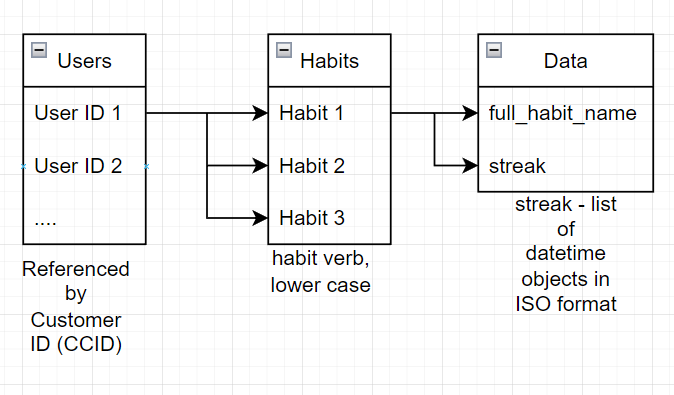 Users
User ID 1
User ID 2
....
Referenced
by
Customer
ID (CCID)
Habits
Habit 1
Habit 2
Habit 3
habit verb,
lower case
Data
full_habit_name
streak
streak - list
of
datetime
objects in
ISO format